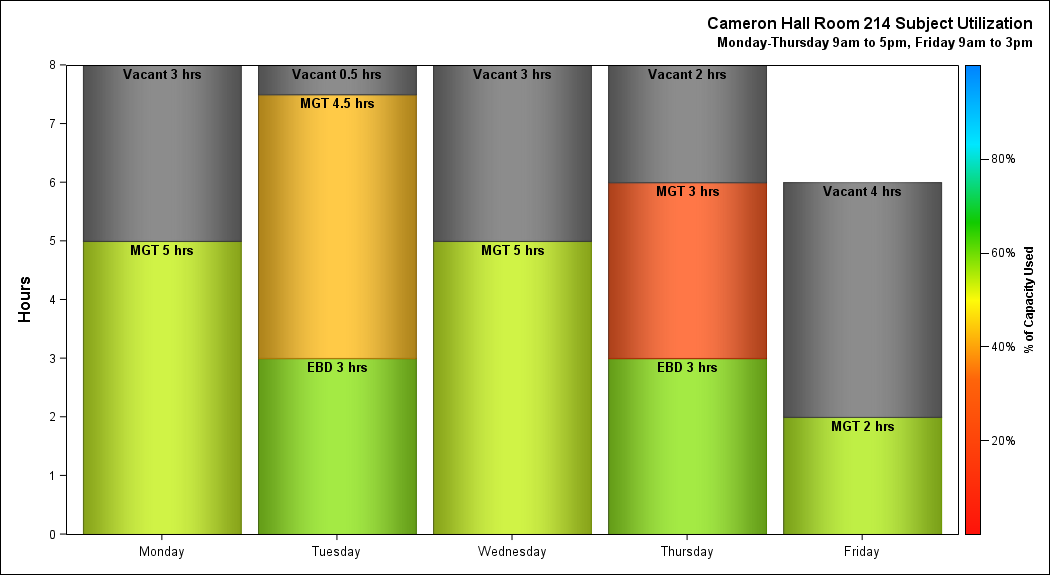 Cameron Hall Room 214 Subject Utilization
Monday-Thursday 9am to 5pm, Friday 9am to 3pm
Hours
8
7
6
5
4
3
2
1
0
Vacant 3 hrs
MGT 5 hrs
Vacant 0.5 hrs
MGT 4.5 hrs
EBD 3 hrs
Vacant 3 hrs
MGT 5 hrs
Vacant 2 hrs
MGT 3 hrs
EBD 3 hrs
Vacant 4 hrs
MGT 2 hrs
Monday
Tuesday
Wednesday
Thursday
Friday
80%
60%
40%
20%
% of Capacity Used